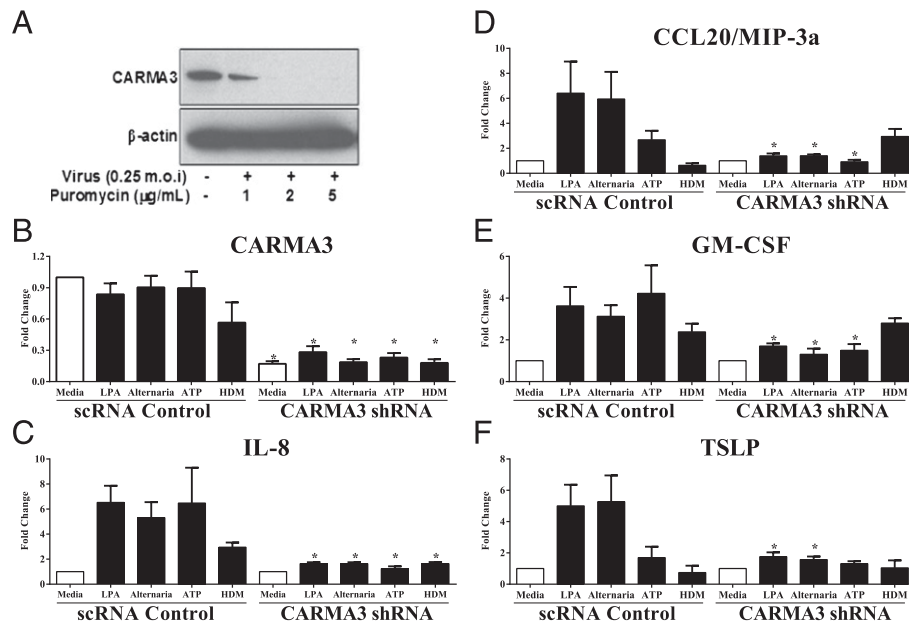 A
CARMA3
β-actin
Virus (0.25 m.o.i) - + + +
Puromycin (µg/mL) - 1 2 5
B
CARMA3
Fold Change
1.2
0.9
0.6
0.3
0.0
* * * * *
Media LPA Alternaria ATP HDM Media LPA Alternaria ATP HDM
scRNA Control CARMA3 shRNA
C
IL-8
Fold Change
10
8
6
4
2
0
* * * *
Media LPA Alternaria ATP HDM Media LPA Alternaria ATP HDM
scRNA Control CARMA3 shRNA
D
CCL20/MIP-3a
Fold Change
10
8
6
4
2
0
* * *
Media LPA Alternaria ATP HDM Media LPA Alternaria ATP HDM
scRNA Control CARMA3 shRNA
E
GM-CSF
Fold Change
6
4
2
0
* * *
Media LPA Alternaria ATP HDM Media LPA Alternaria ATP HDM
scRNA Control CARMA3 shRNA
F
TSLP
Fold Change
8
6
4
2
0
* *
Media LPA Alternaria ATP HDM Media LPA Alternaria ATP HDM
scRNA Control CARMA3 shRNA